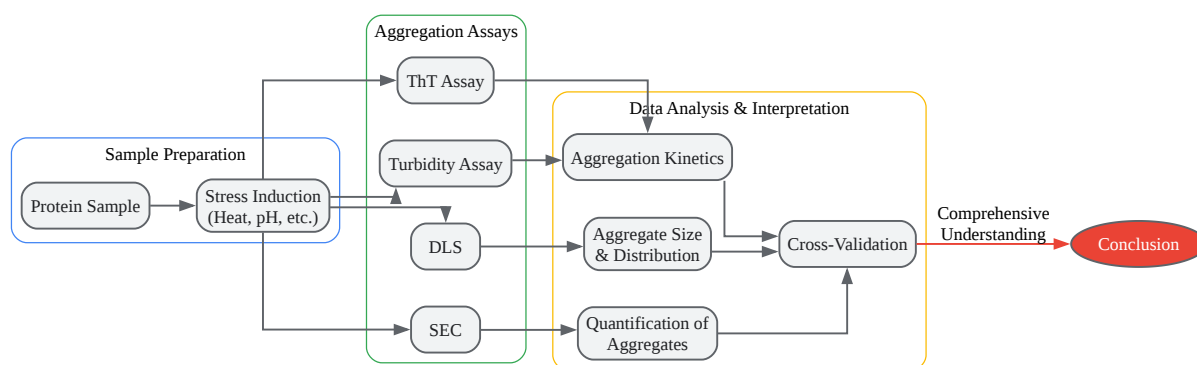 Aggregation Assays
ThT Assay
Data Analysis & Interpretation
Sample Preparation
Turbidity Assay
Aggregation Kinetics
Protein Sample
Stress Induction
(Heat, pH, etc.)
DLS
Aggregate Size
& Distribution
Cross-Validation
Comprehensive
Understanding
Conclusion
SEC
Quantification of
Aggregates